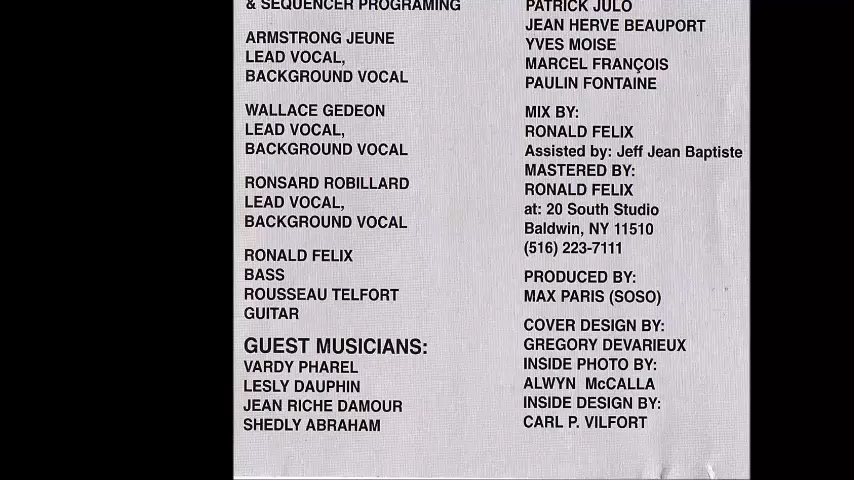 & SEQUENCER PROGRAMING
ARMSTRONG JEUNE
LEAD VOCAL,
BACKGROUND VOCAL
WALLACE GEDEON
LEAD VOCAL,
BACKGROUND VOCAL
RONSARD ROBILLARD
LEAD VOCAL,
BACKGROUND VOCAL
RONALD FELIX
BASS
ROUSSEAU TELFORT
GUITAR
GUEST MUSICIANS:
VARDY PHAREL
LESLY DAUPHIN
JEAN RICHE DAMOUR
SHEDLY ABRAHAM
PATRICK JULO
JEAN HERVE BEAUPORT
YVES MOISE
MARCEL FRANÇOIS
PAULIN FONTAINE
MIX BY:
RONALD FELIX
Assisted by: Jeff Jean Baptiste
MASTERED BY:
RONALD FELIX
at: 20 South Studio
Baldwin, NY 11510
(516) 223-7111
PRODUCED BY:
MAX PARIS (SOSO)
COVER DESIGN BY:
GREGORY DEVARIEUX
INSIDE PHOTO BY:
ALWYN McCALLA
INSIDE DESIGN BY:
CARL P. VILFORT